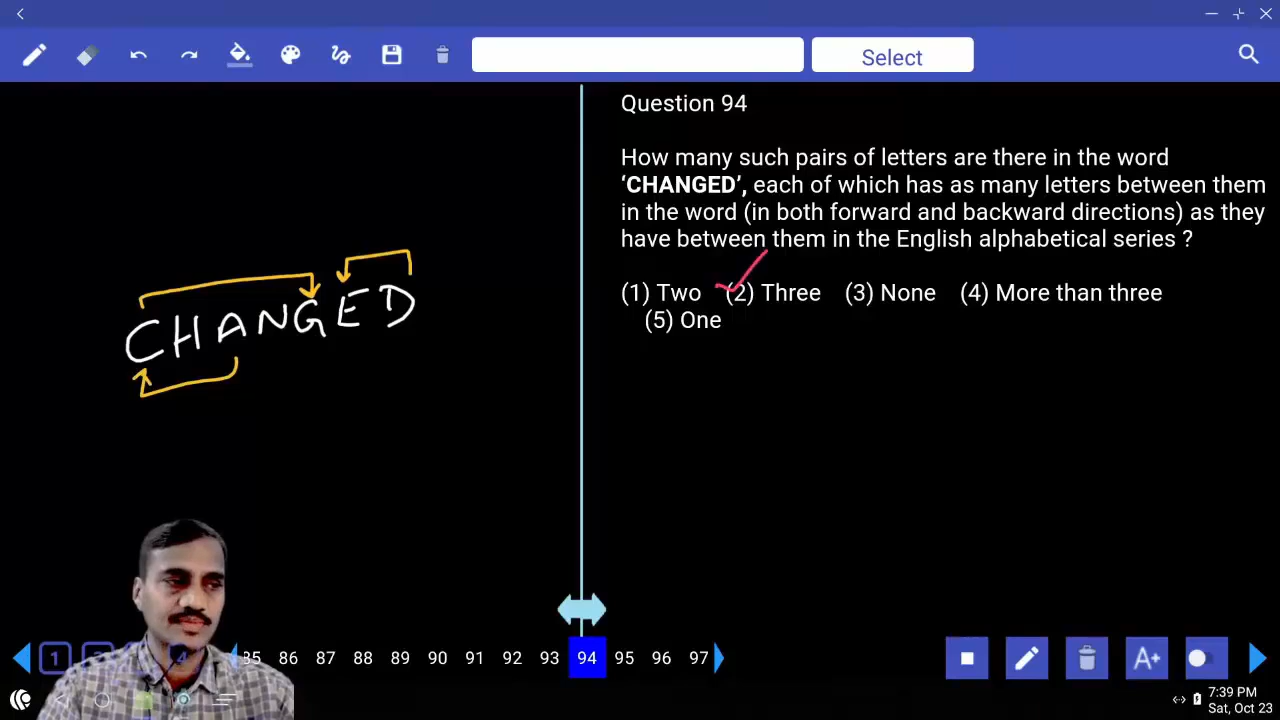 Select
Question 94
How many such pairs of letters are there in the word
‘CHANGED’, each of which has as many letters between them
in the word (in both forward and backward directions) as they
have between them in the English alphabetical series ?
(1) Two (2) Three (3) None (4) More than three
(5) One
CHANGED
1 4 85 86 87 88 89 90 91 92 93 94 95 96 97 A+
7:39 PM
Sat, Oct 23